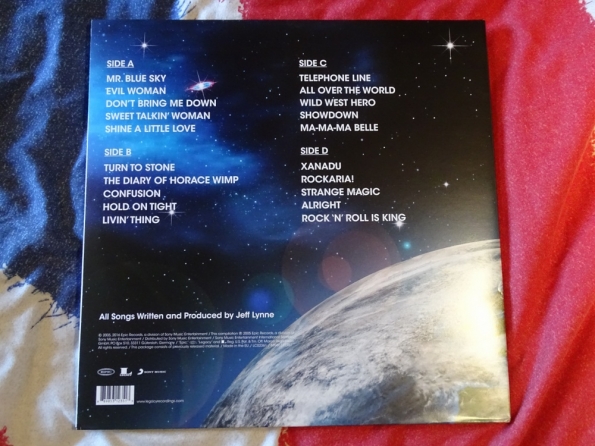 SIDE A
MR. BLUE SKY
EVIL WOMAN
DON'T BRING ME DOWN
SWEET TALKIN' WOMAN
SHINE A LITTLE LOVE
SIDE B
TURN TO STONE
THE DIARY OF HORACE WIMP
CONFUSION
HOLD ON TIGHT
LIVIN' THING
SIDE C
TELEPHONE LINE
ALL OVER THE WORLD
WILD WEST HERO
SHOWDOWN
MA-MA-MA BELLE
SIDE D
XANADU
ROCKARIA!
STRANGE MAGIC
ALRIGHT
ROCK 'N' ROLL IS KING
All Songs Written and Produced by Jeff Lynne
SONY MUSIC